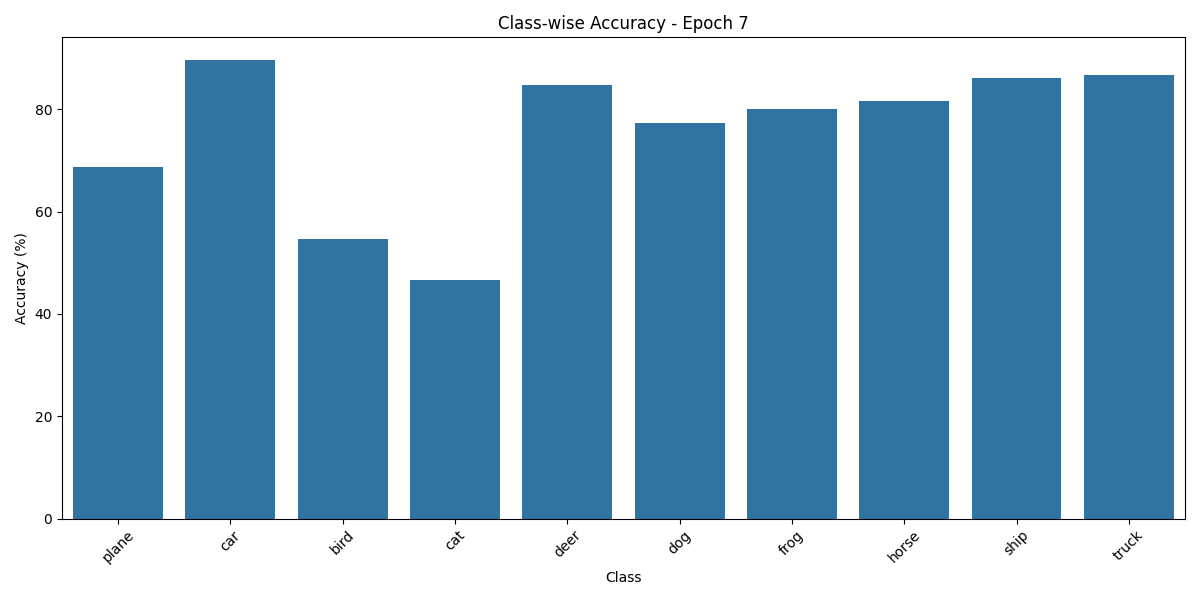 Class-wise Accuracy - Epoch 7
Accuracy (%)
80
60
40
20
0
plane
car
bird
cat
deer
dog
frog
horse
ship
truck
Class